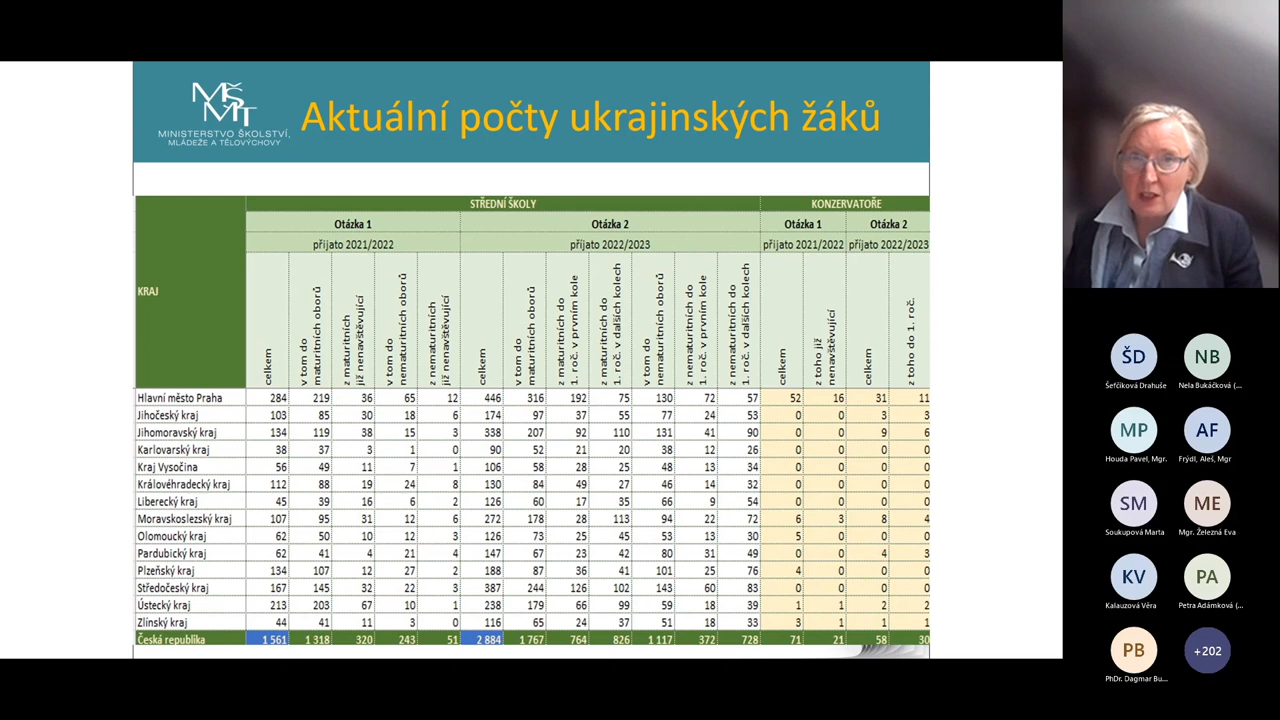 MŠMT
MINISTERSTVO ŠKOLSTVÍ,
MLÁDEŽE A TĚLOVÝCHOVY
Aktuální počty ukrajinských žáků
STŘEDNÍ ŠKOLY KONZERVATOŘE
Otázka 1 Otázka 2 Otázka 1 Otázka 2
přijato 2021/2022 přijato 2022/2023 přijato 2021/2022 přijato 2022/2023
KRAJ
celkem
v tom do
maturitních oborů
z maturitních
již nenavštěvující
v tom do
nematuritních oborů
z nematuritních
již nenavštěvující
celkem
v tom do
maturitních oborů
z maturitních do
1. roč. v prvním kole
z maturitních do
1. roč. v dalších kolech
v tom do
nematuritních oborů
z nematuritních do
1. roč. v prvním kole
z nematuritních do
1. roč. v dalších kolech
celkem
z toho již
nenavštěvující
celkem
z toho do 1. roč.
Hlavní město Praha 284 219 36 65 12 446 316 192 75 130 72 57 52 16 31 11
Jihočeský kraj 103 85 30 18 6 174 97 37 55 77 24 53 0 0 3 3
Jihomoravský kraj 134 119 38 15 3 338 207 92 110 131 41 90 0 0 9 6
Karlovarský kraj 38 37 3 1 0 90 52 21 20 38 12 26 0 0 0 0
Kraj Vysočina 56 49 11 7 1 106 58 28 25 48 13 34 0 0 0 0
Královéhradecký kraj 112 88 19 24 8 130 84 49 27 46 14 32 0 0 0 0
Liberecký kraj 45 39 16 6 2 126 60 17 35 66 9 54 0 0 0 0
Moravskoslezský kraj 107 95 31 12 6 272 178 28 113 94 22 72 6 3 8 4
Olomoucký kraj 62 50 10 12 3 126 73 25 45 53 13 30 5 0 0 0
Pardubický kraj 62 41 4 21 4 147 67 23 42 80 31 49 0 0 4 3
Plzeňský kraj 134 107 12 27 2 188 87 36 41 101 25 76 4 0 0 0
Středočeský kraj 167 145 32 22 3 387 244 126 102 143 60 83 0 0 0 0
Ústecký kraj 213 203 67 10 1 238 179 66 99 59 18 39 1 1 2 2
Zlínský kraj 44 41 11 3 0 116 65 24 37 51 18 33 3 1 1 1
Česká republika 1 561 1 318 320 243 51 2 884 1 767 764 826 1 117 372 728 71 21 58 30
ŠD NB
Šefčíková Drahuše Nela Bukáčková (...
MP AF
Houda Pavel, Mgr. Frýdl, Aleš, Mgr
SM ME
Soukupová Marta Mgr. Železná Eva
KV PA
Kalauzová Věra Petra Adámková (...
PB +202
PhDr. Dagmar Bu...